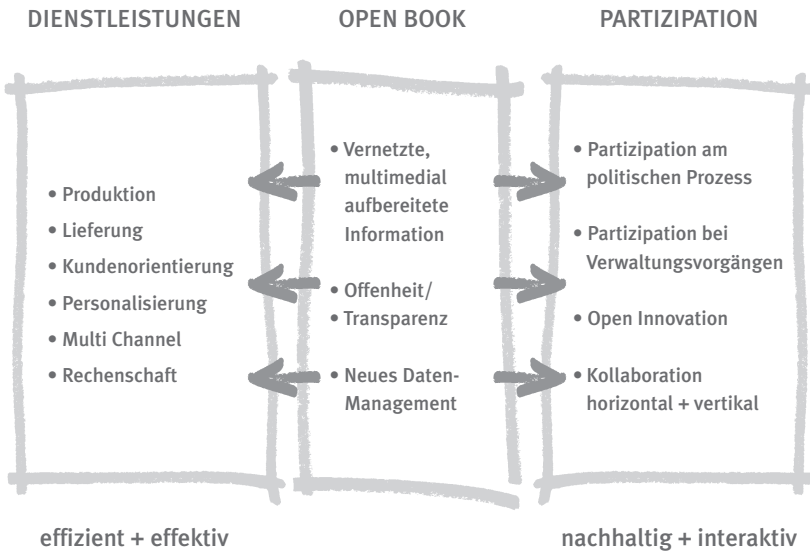 DIENSTLEISTUNGEN
• Produktion
• Lieferung
• Kundenorientierung
• Personalisierung
• Multi Channel
• Rechenschaft
effizient + effektiv
OPEN BOOK
• Vernetzte,
multimedial
aufbereitete
Information
• Offenheit/
• Transparenz
• Neues Daten-
Management
PARTIZIPATION
• Partizipation am
politischen Prozess
• Partizipation bei
Verwaltungsvorgängen
• Open Innovation
• Kollaboration
horizontal + vertikal
nachhaltig + interaktiv